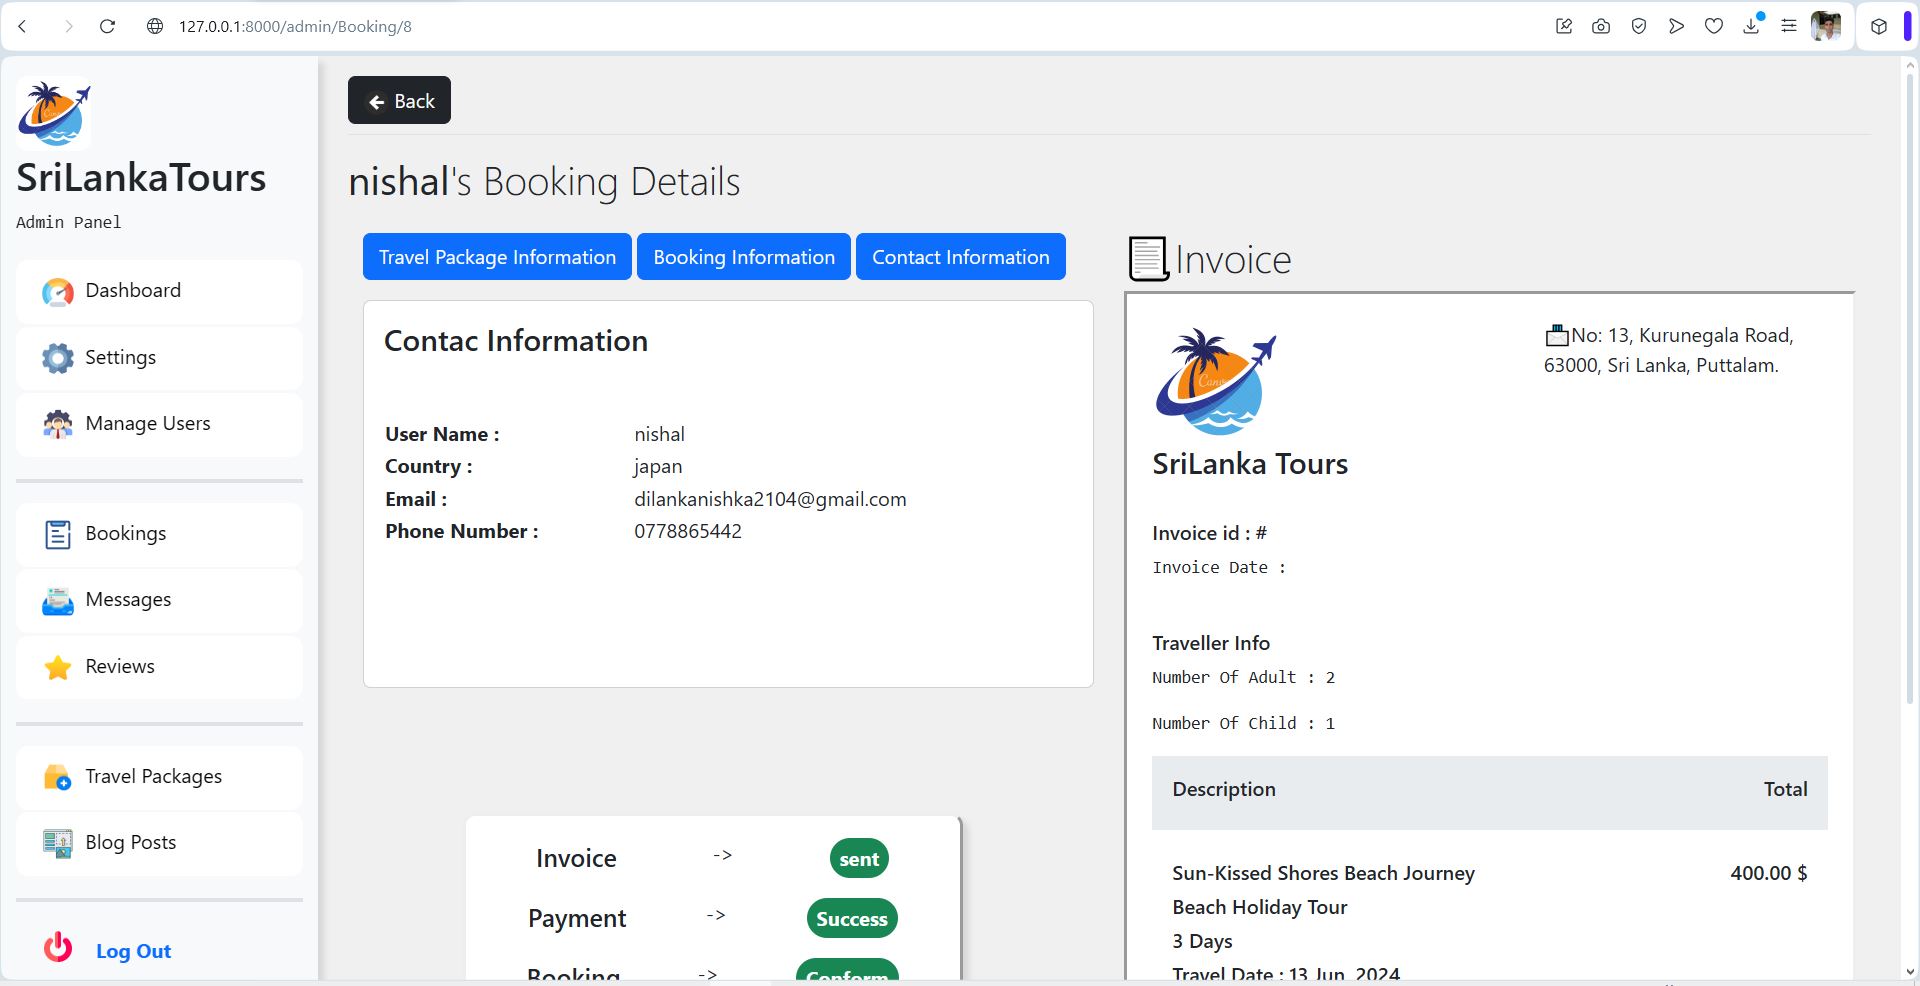 127.0.0.1:8000/admin/Booking/8
SriLankaTours
Admin Panel
Dashboard
Settings
Manage Users
Bookings
Messages
Reviews
Travel Packages
Blog Posts
Log Out
Back
nishal's Booking Details
Travel Package Information
Booking Information
Contact Information
Contac Information
User Name : nishal
Country : japan
Email : dilankanishka2104@gmail.com
Phone Number : 0778865442
Invoice -> sent
Payment -> Success
Booking -> Conform
Invoice
Canva
No: 13, Kurunegala Road,
63000, Sri Lanka, Puttalam.
SriLanka Tours
Invoice id : #
Invoice Date :
Traveller Info
Number Of Adult : 2
Number Of Child : 1
Description Total
Sun-Kissed Shores Beach Journey 400.00 $
Beach Holiday Tour
3 Days
Travel Date : 13 Jun, 2024